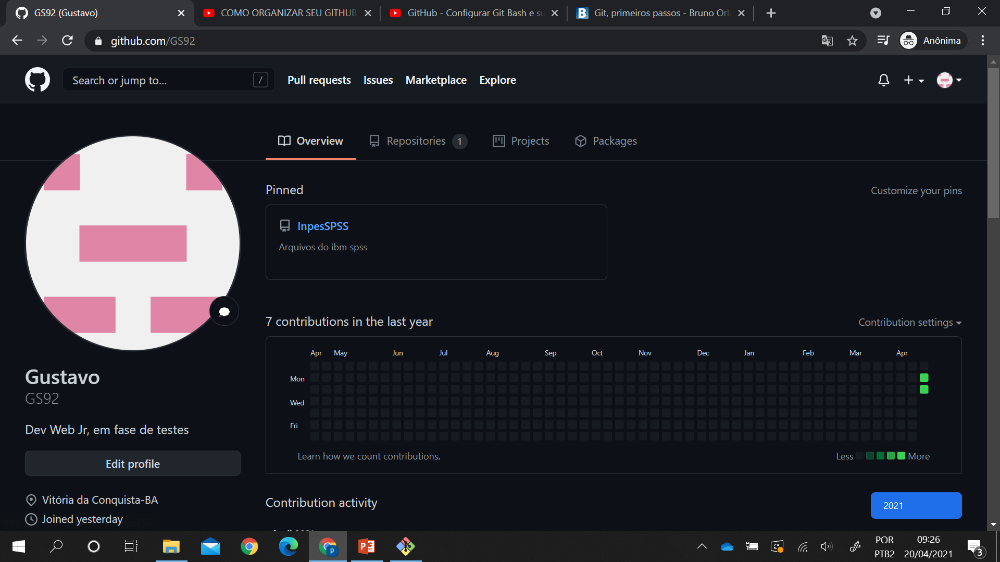 GS92 (Gustavo)
COMO ORGANIZAR SEU GITHUB
GitHub - Configurar Git Bash e su
Git, primeiros passos - Bruno Orl
github.com/GS92
Anônima
Search or jump to...
/
Pull requests
Issues
Marketplace
Explore
Overview
Repositories 1
Projects
Packages
Pinned
Customize your pins
InpesSPSS
Arquivos do ibm spss
7 contributions in the last year
Contribution settings
Apr May Jun Jul Aug Sep Oct Nov Dec Jan Feb Mar Apr
Mon
Wed
Fri
Learn how we count contributions.
Less
More
Gustavo
GS92
Dev Web Jr, em fase de testes
Edit profile
Vitória da Conquista-BA
Joined yesterday
Contribution activity
2021
POR
PTB2
09:26
20/04/2021
3